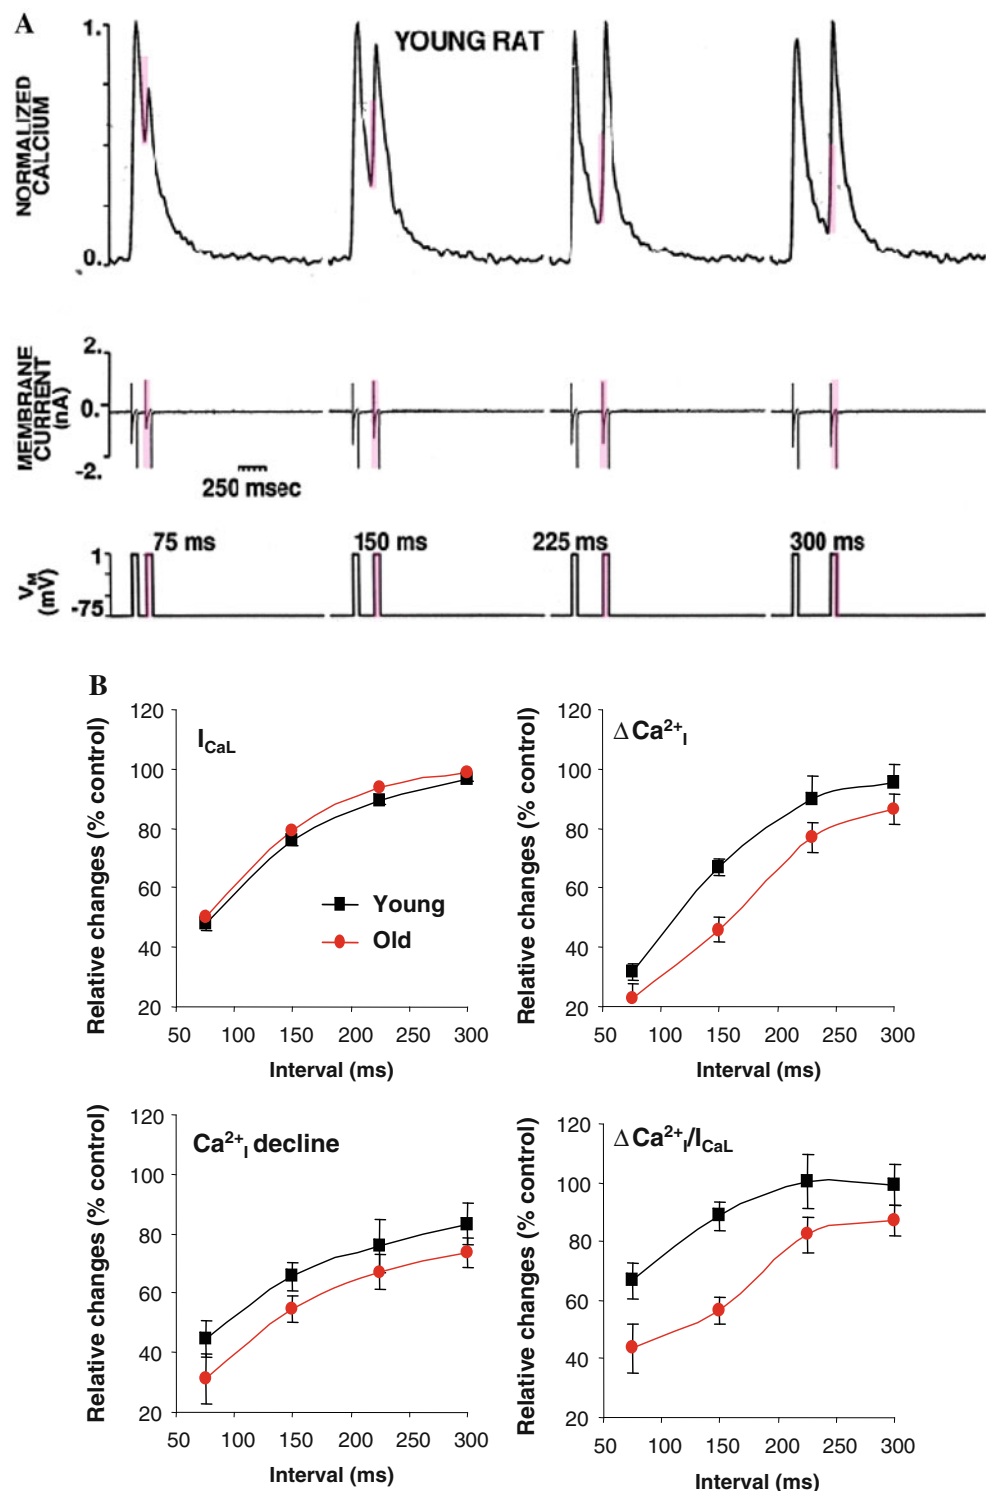 A
YOUNG RAT
NORMALIZED
CALCIUM
1.
0.
MEMBRANE
CURRENT
(nA)
2.
0.
-2.
250 msec
V_M
(mV)
1
-75
75 ms
150 ms
225 ms
300 ms
B
I_CaL
Relative changes (% control)
120
100
80
60
40
20
Young
Old
50 100 150 200 250 300
Interval (ms)
ΔCa²⁺_I
Relative changes (% control)
120
100
80
60
40
20
50 100 150 200 250 300
Interval (ms)
Ca²⁺_I decline
Relative changes (% control)
120
100
80
60
40
20
50 100 150 200 250 300
Interval (ms)
ΔCa²⁺_I/I_CaL
Relative changes (% control)
120
100
80
60
40
20
50 100 150 200 250 300
Interval (ms)